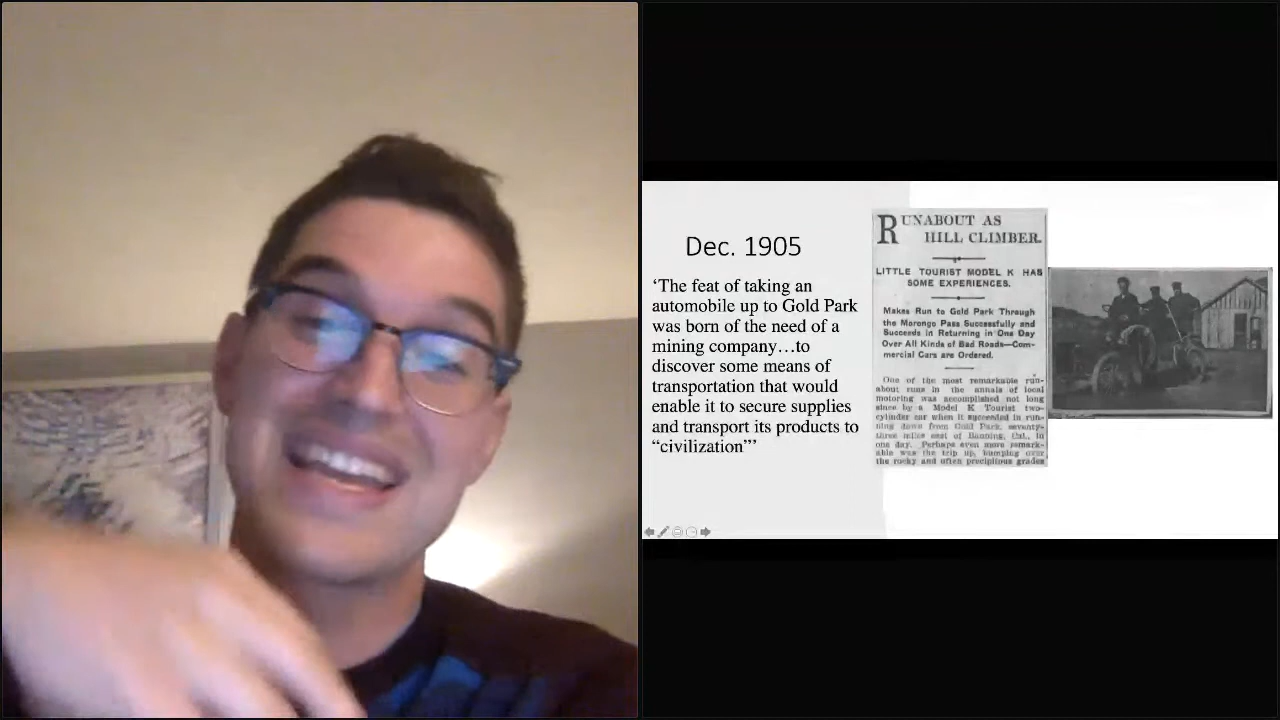 Dec. 1905
‘The feat of taking an
automobile up to Gold Park
was born of the need of a
mining company…to
discover some means of
transportation that would
enable it to secure supplies
and transport its products to
“civilization”’
RUNABOUT AS
HILL CLIMBER.
LITTLE TOURIST MODEL K HAS
SOME EXPERIENCES.
Makes Run to Gold Park Through
the Morongo Pass Successfully and
Succeeds in Returning in One Day
Over All Kinds of Bad Roads—Com-
mercial Cars are Ordered.
One of the most remarkable run-
about runs in the annals of local
motoring was accomplished not long
since by a Model K Tourist two-
cylinder car when it succeeded in run-
ning down from Gold Park, seventy-
three miles east of Banning, Cal., in
one day. Perhaps even more remark-
able was the trip up, bumping over
the rocky and often precipitous grades